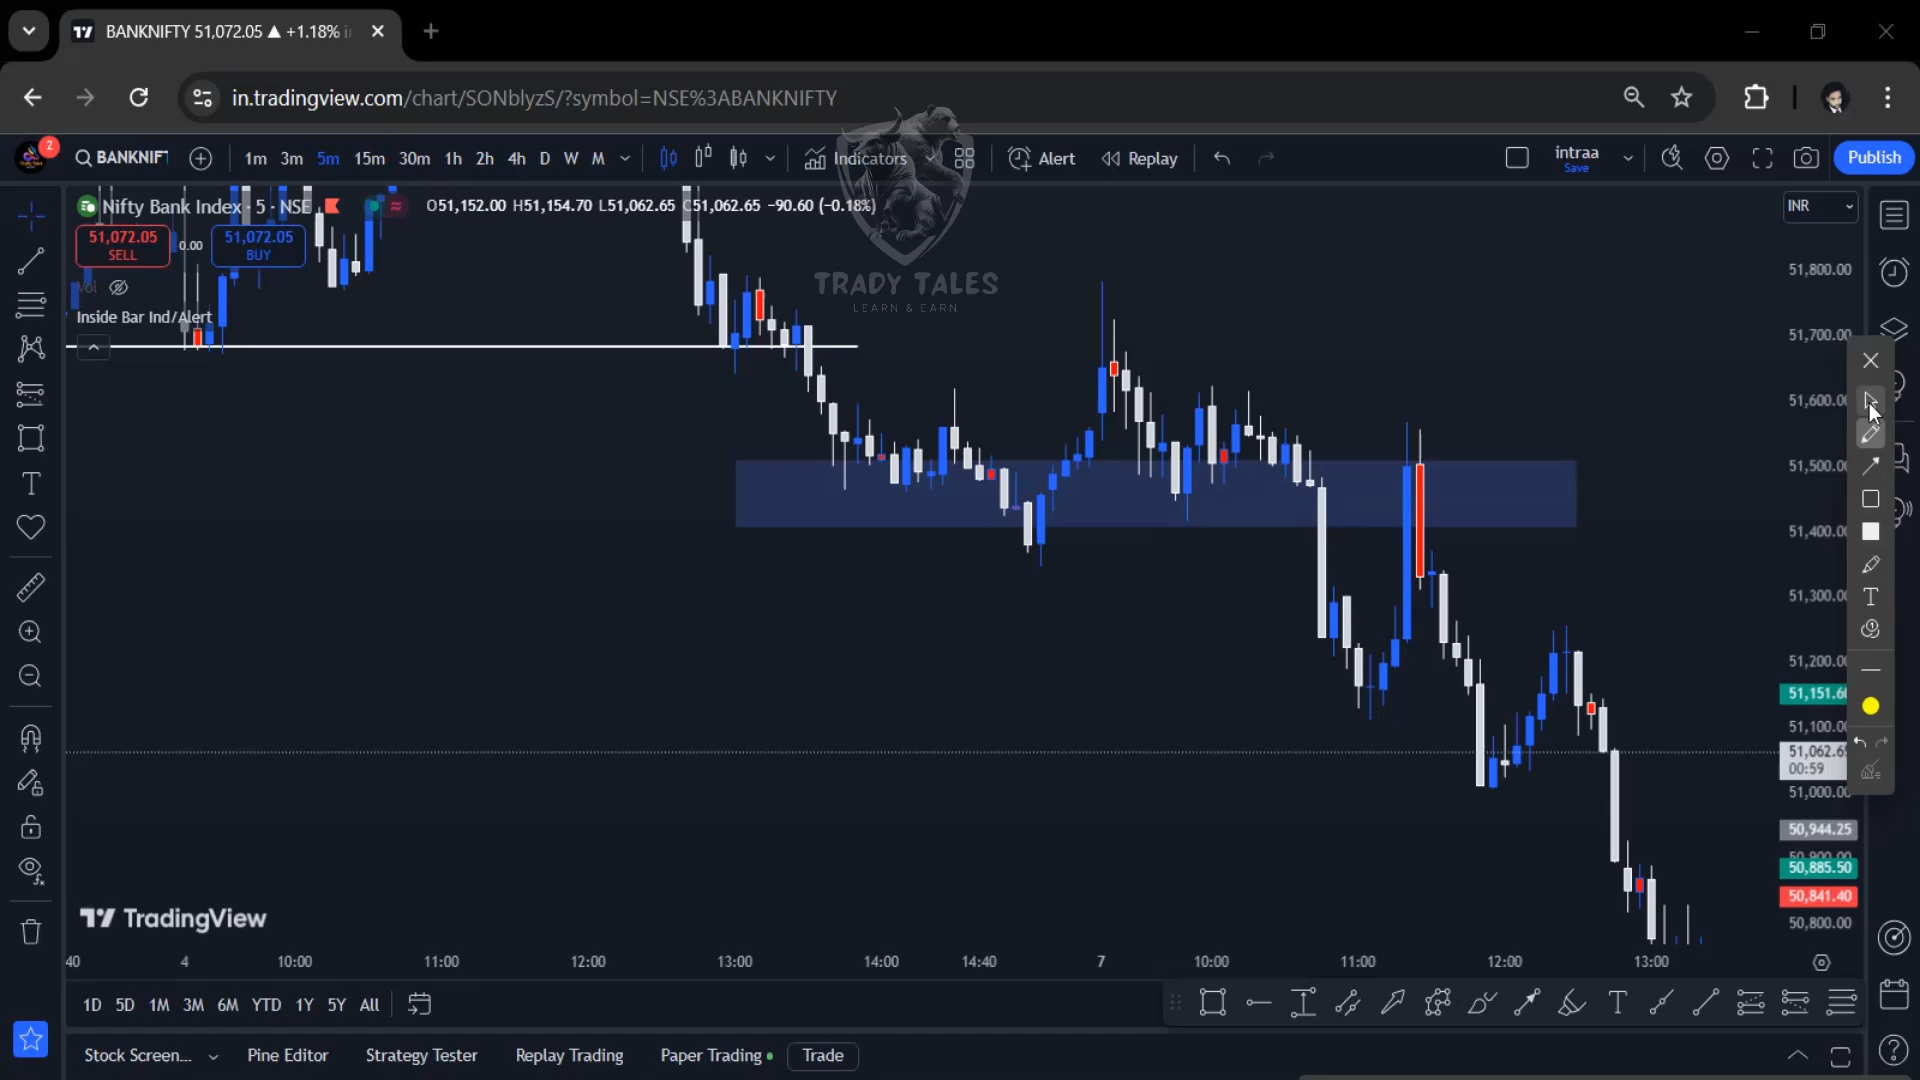 BANKNIFTY 51,072.05 ▲ +1.18%
in.tradingview.com/chart/SONblyzS/?symbol=NSE%3ABANKNIFTY
2
BANKNIFT
1m 3m 5m 15m 30m 1h 2h 4h D W M
Indicators
Alert
Replay
intraa
Save
Publish
Nifty Bank Index · 5 · NSE
O51,152.00 H51,154.70 L51,062.65 C51,062.65 −90.60 (−0.18%)
INR
51,072.05
SELL
0.00
51,072.05
BUY
Vol
Inside Bar Ind/Alert
TRADY TALES
LEARN & EARN
51,800.00
51,700.00
51,600.00
51,500.00
51,400.00
51,300.00
51,200.00
51,151.60
51,100.00
51,062.65
00:59
51,000.00
50,944.25
50,900.00
50,885.50
50,841.40
50,800.00
TradingView
40 4 10:00 11:00 12:00 13:00 14:00 14:40 7 10:00 11:00 12:00 13:00
1D 5D 1M 3M 6M YTD 1Y 5Y All
Stock Screen... Pine Editor Strategy Tester Replay Trading Paper Trading Trade